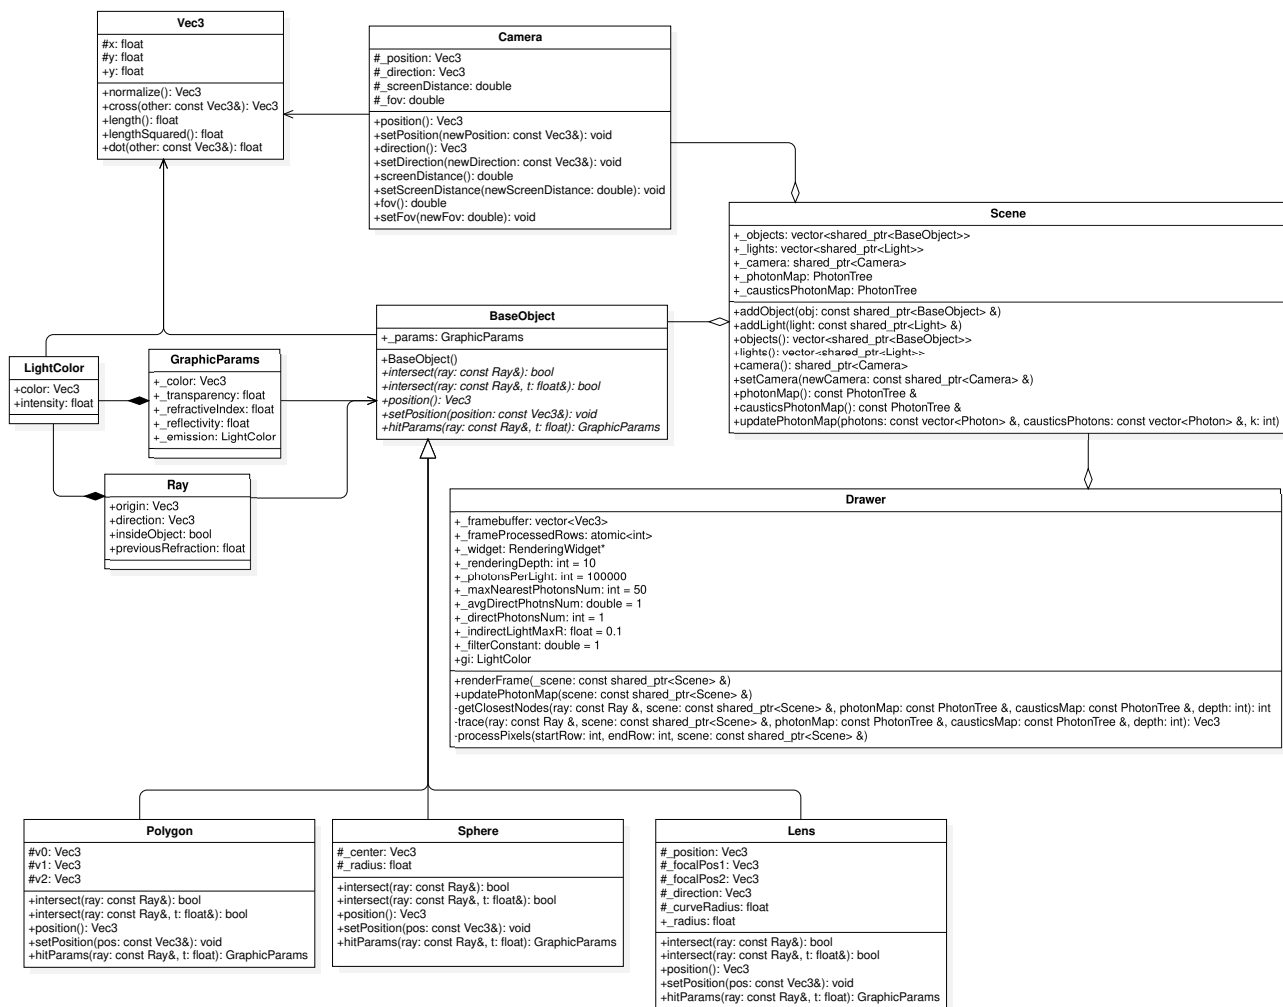 Vec3
#x: float
#y: float
+y: float
+normalize(): Vec3
+cross(other: const Vec3&): Vec3
+length(): float
+lengthSquared(): float
+dot(other: const Vec3&): float
Camera
#_position: Vec3
#_direction: Vec3
#_screenDistance: double
#_fov: double
+position(): Vec3
+setPosition(newPosition: const Vec3&): void
+direction(): Vec3
+setDirection(newDirection: const Vec3&): void
+screenDistance(): double
+setScreenDistance(newScreenDistance: double): void
+fov(): double
+setFov(newFov: double): void
Scene
+_objects: vector<shared_ptr<BaseObject>>
+_lights: vector<shared_ptr<Light>>
+_camera: shared_ptr<Camera>
+_photonMap: PhotonTree
+_causticsPhotonMap: PhotonTree
+addObject(obj: const shared_ptr<BaseObject> &)
+addLight(light: const shared_ptr<Light> &)
+objects(): vector<shared_ptr<BaseObject>>
+lights(): vector<shared_ptr<Light>>
+camera(): shared_ptr<Camera>
+setCamera(newCamera: const shared_ptr<Camera> &)
+photonMap(): const PhotonTree &
+causticsPhotonMap(): const PhotonTree &
+updatePhotonMap(photons: const vector<Photon> &, causticsPhotons: const vector<Photon> &, k: int)
BaseObject
+_params: GraphicParams
+BaseObject()
+intersect(ray: const Ray&): bool
+intersect(ray: const Ray&, t: float&): bool
+position(): Vec3
+setPosition(position: const Vec3&): void
+hitParams(ray: const Ray&, t: float): GraphicParams
LightColor
+color: Vec3
+intensity: float
GraphicParams
+_color: Vec3
+_transparency: float
+_refractiveIndex: float
+_reflectivity: float
+_emission: LightColor
Ray
+origin: Vec3
+direction: Vec3
+insideObject: bool
+previousRefraction: float
Drawer
+_framebuffer: vector<Vec3>
+_frameProcessedRows: atomic<int>
+_widget: RenderingWidget*
+_renderingDepth: int = 10
+_photonsPerLight: int = 100000
+_maxNearestPhotonsNum: int = 50
+_avgDirectPhotnsNum: double = 1
+_directPhotonsNum: int = 1
+_indirectLightMaxR: float = 0.1
+_filterConstant: double = 1
+gi: LightColor
+renderFrame(_scene: const shared_ptr<Scene> &)
+updatePhotonMap(scene: const shared_ptr<Scene> &)
-getClosestNodes(ray: const Ray &, scene: const shared_ptr<Scene> &, photonMap: const PhotonTree &, causticsMap: const PhotonTree &, depth: int): int
-trace(ray: const Ray &, scene: const shared_ptr<Scene> &, photonMap: const PhotonTree &, causticsMap: const PhotonTree &, depth: int): Vec3
-processPixels(startRow: int, endRow: int, scene: const shared_ptr<Scene> &)
Polygon
#v0: Vec3
#v1: Vec3
#v2: Vec3
+intersect(ray: const Ray&): bool
+intersect(ray: const Ray&, t: float&): bool
+position(): Vec3
+setPosition(pos: const Vec3&): void
+hitParams(ray: const Ray&, t: float): GraphicParams
Sphere
#_center: Vec3
#_radius: float
+intersect(ray: const Ray&): bool
+intersect(ray: const Ray&, t: float&): bool
+position(): Vec3
+setPosition(pos: const Vec3&): void
+hitParams(ray: const Ray&, t: float): GraphicParams
Lens
#_position: Vec3
#_focalPos1: Vec3
#_focalPos2: Vec3
#_direction: Vec3
#_curveRadius: float
+_radius: float
+intersect(ray: const Ray&): bool
+intersect(ray: const Ray&, t: float&): bool
+position(): Vec3
+setPosition(pos: const Vec3&): void
+hitParams(ray: const Ray&, t: float): GraphicParams